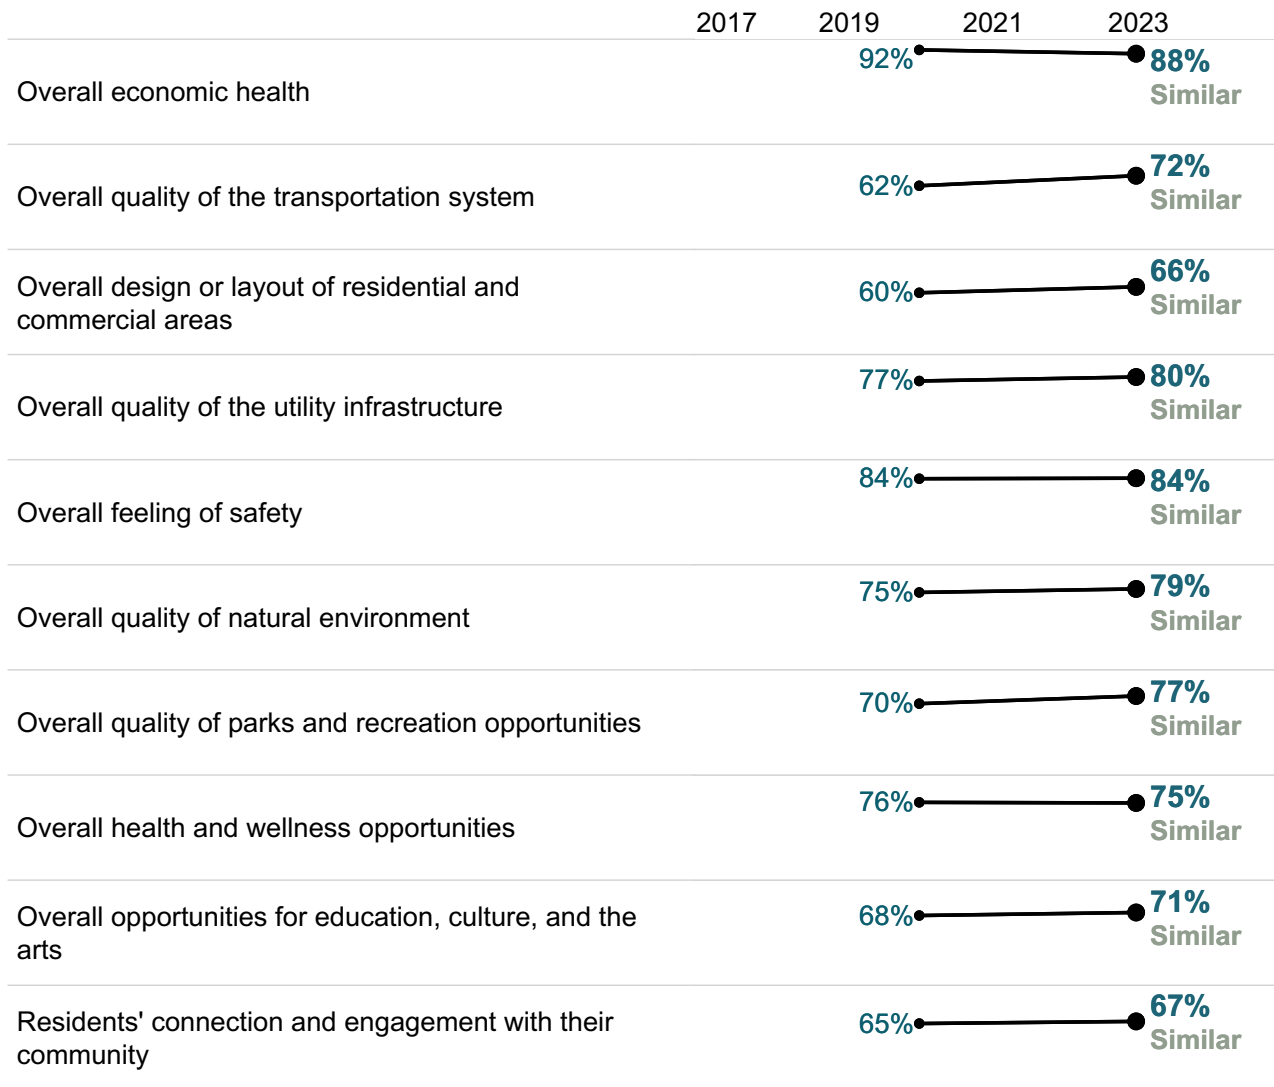 2017 2019 2021 2023
92% 88%
Similar
Overall economic health
62% 72%
Similar
Overall quality of the transportation system
60% 66%
Similar
Overall design or layout of residential and
commercial areas
77% 80%
Similar
Overall quality of the utility infrastructure
84% 84%
Similar
Overall feeling of safety
75% 79%
Similar
Overall quality of natural environment
70% 77%
Similar
Overall quality of parks and recreation opportunities
76% 75%
Similar
Overall health and wellness opportunities
68% 71%
Similar
Overall opportunities for education, culture, and the
arts
65% 67%
Similar
Residents' connection and engagement with their
community